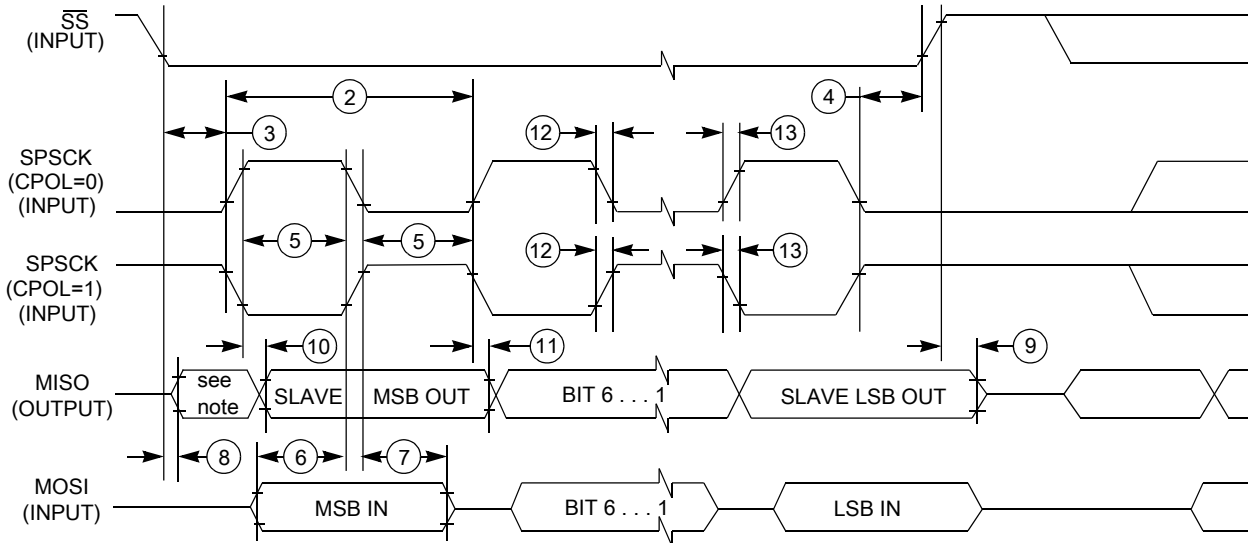 SS
(INPUT)
2
4
3
12
13
SPSCK
(CPOL=0)
(INPUT)
5
5
12
13
SPSCK
(CPOL=1)
(INPUT)
10
11
9
MISO
(OUTPUT)
see
note
SLAVE
MSB OUT
BIT 6 . . . 1
SLAVE LSB OUT
8
6
7
MOSI
(INPUT)
MSB IN
BIT 6 . . . 1
LSB IN